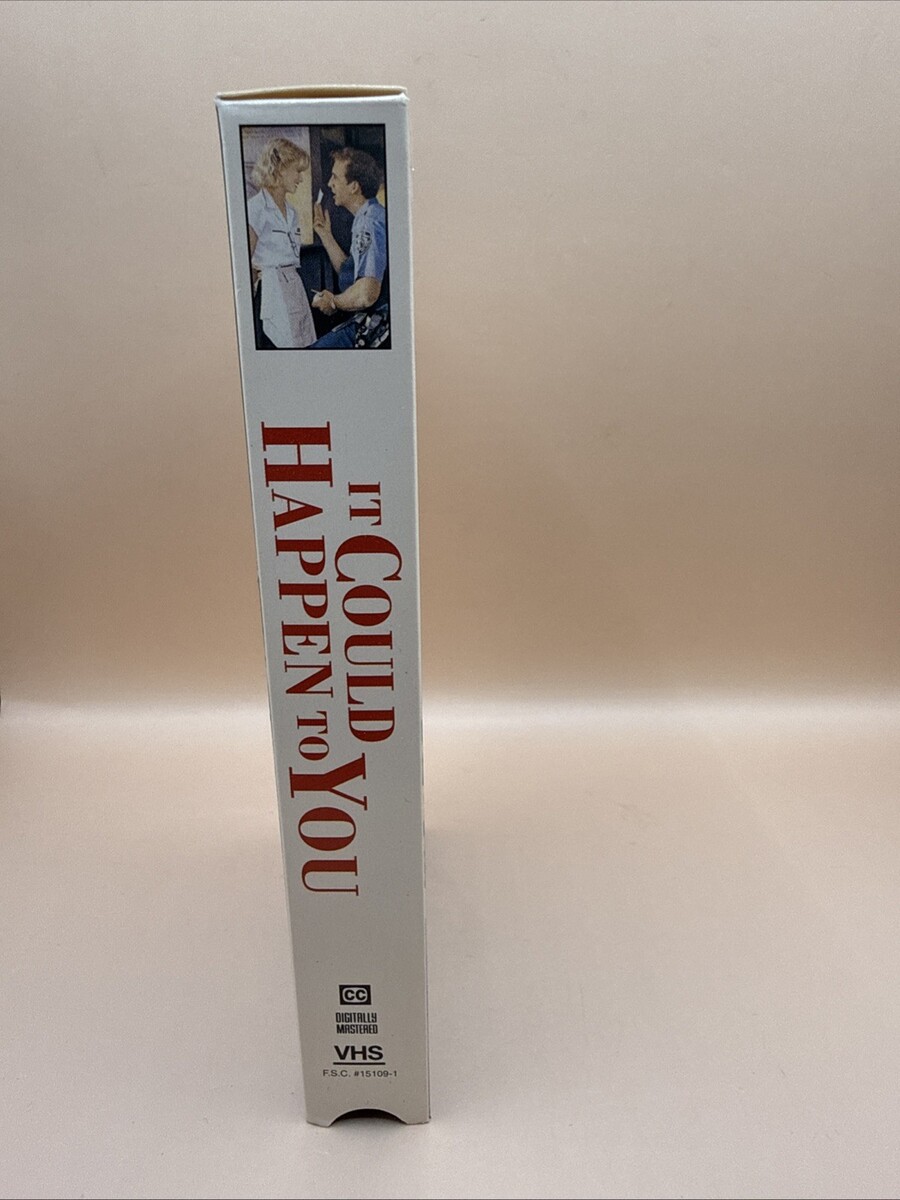 IT COULD
HAPPEN TO YOU
CC
DIGITALLY
MASTERED
VHS
F.S.C. #15109-1